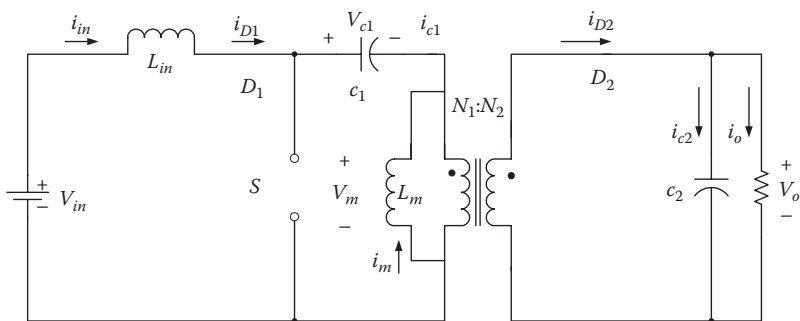 i_in
L_in
i_D1
D_1
+ V_c1 −
c_1
i_c1
N_1:N_2
i_D2
D_2
i_c2
i_o
+
−
V_in
S
+
V_m
−
L_m
i_m
c_2
+
V_o
−